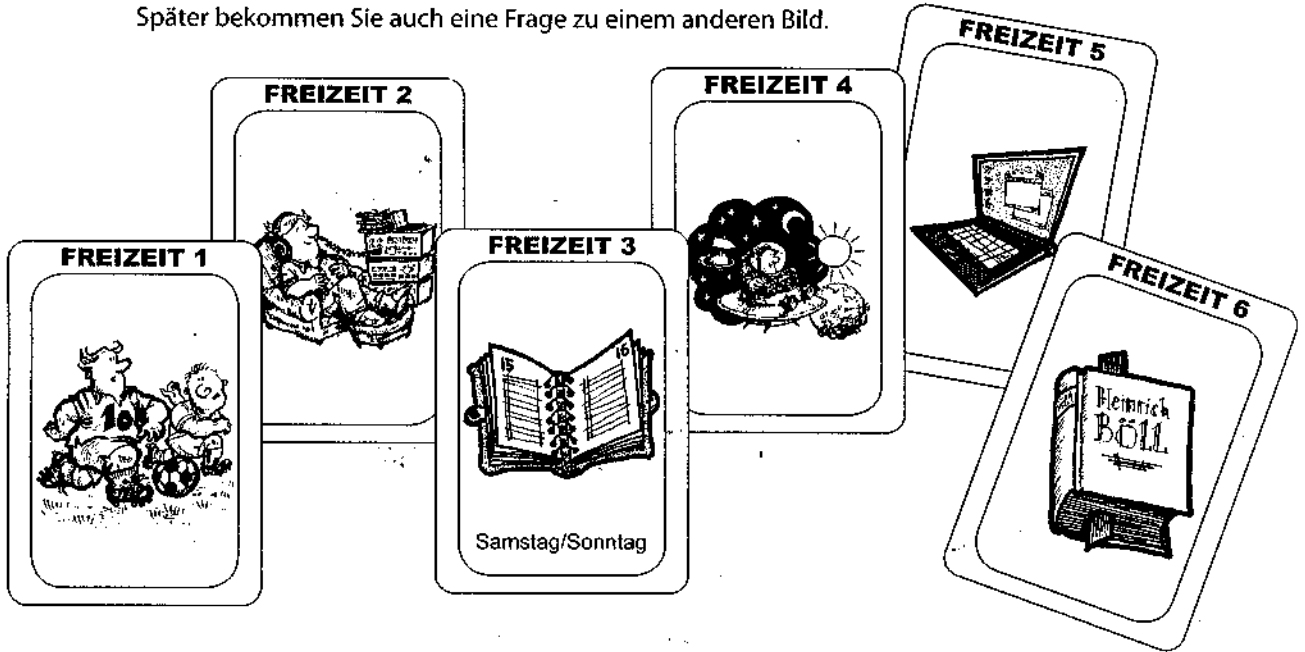 Später bekommen Sie auch eine Frage zu einem anderen Bild.
FREIZEIT 1
FREIZEIT 2
FREIZEIT 3
15
16
Samstag/Sonntag
FREIZEIT 4
FREIZEIT 5
FREIZEIT 6
Heinrich
BÖLL